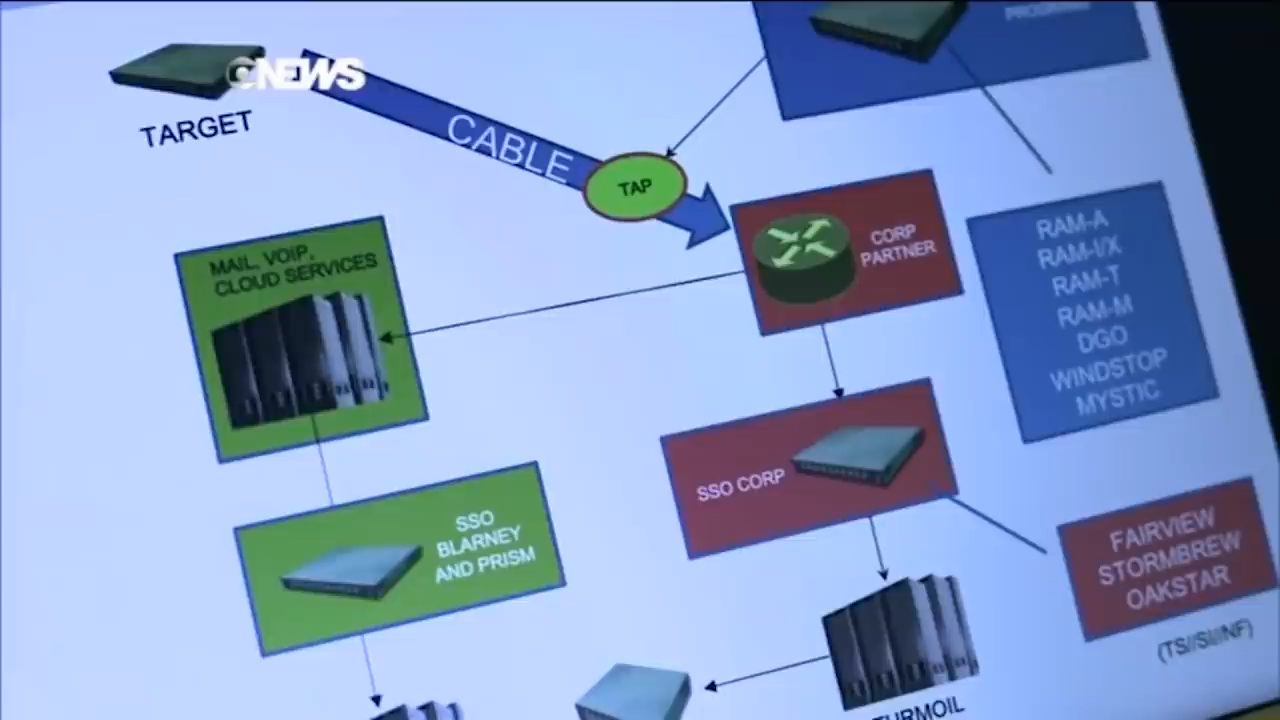 GNEWS
TARGET
CABLE
TAP
CORP
PARTNER
RAM-A
RAM-I/X
RAM-T
RAM-M
DGO
WINDSTOP
MYSTIC
MAIL, VOIP,
CLOUD SERVICES
SSO CORP
SSO
BLARNEY
AND PRISM
FAIRVIEW
STORMBREW
OAKSTAR
(TS//SI//NF)
TURMOIL